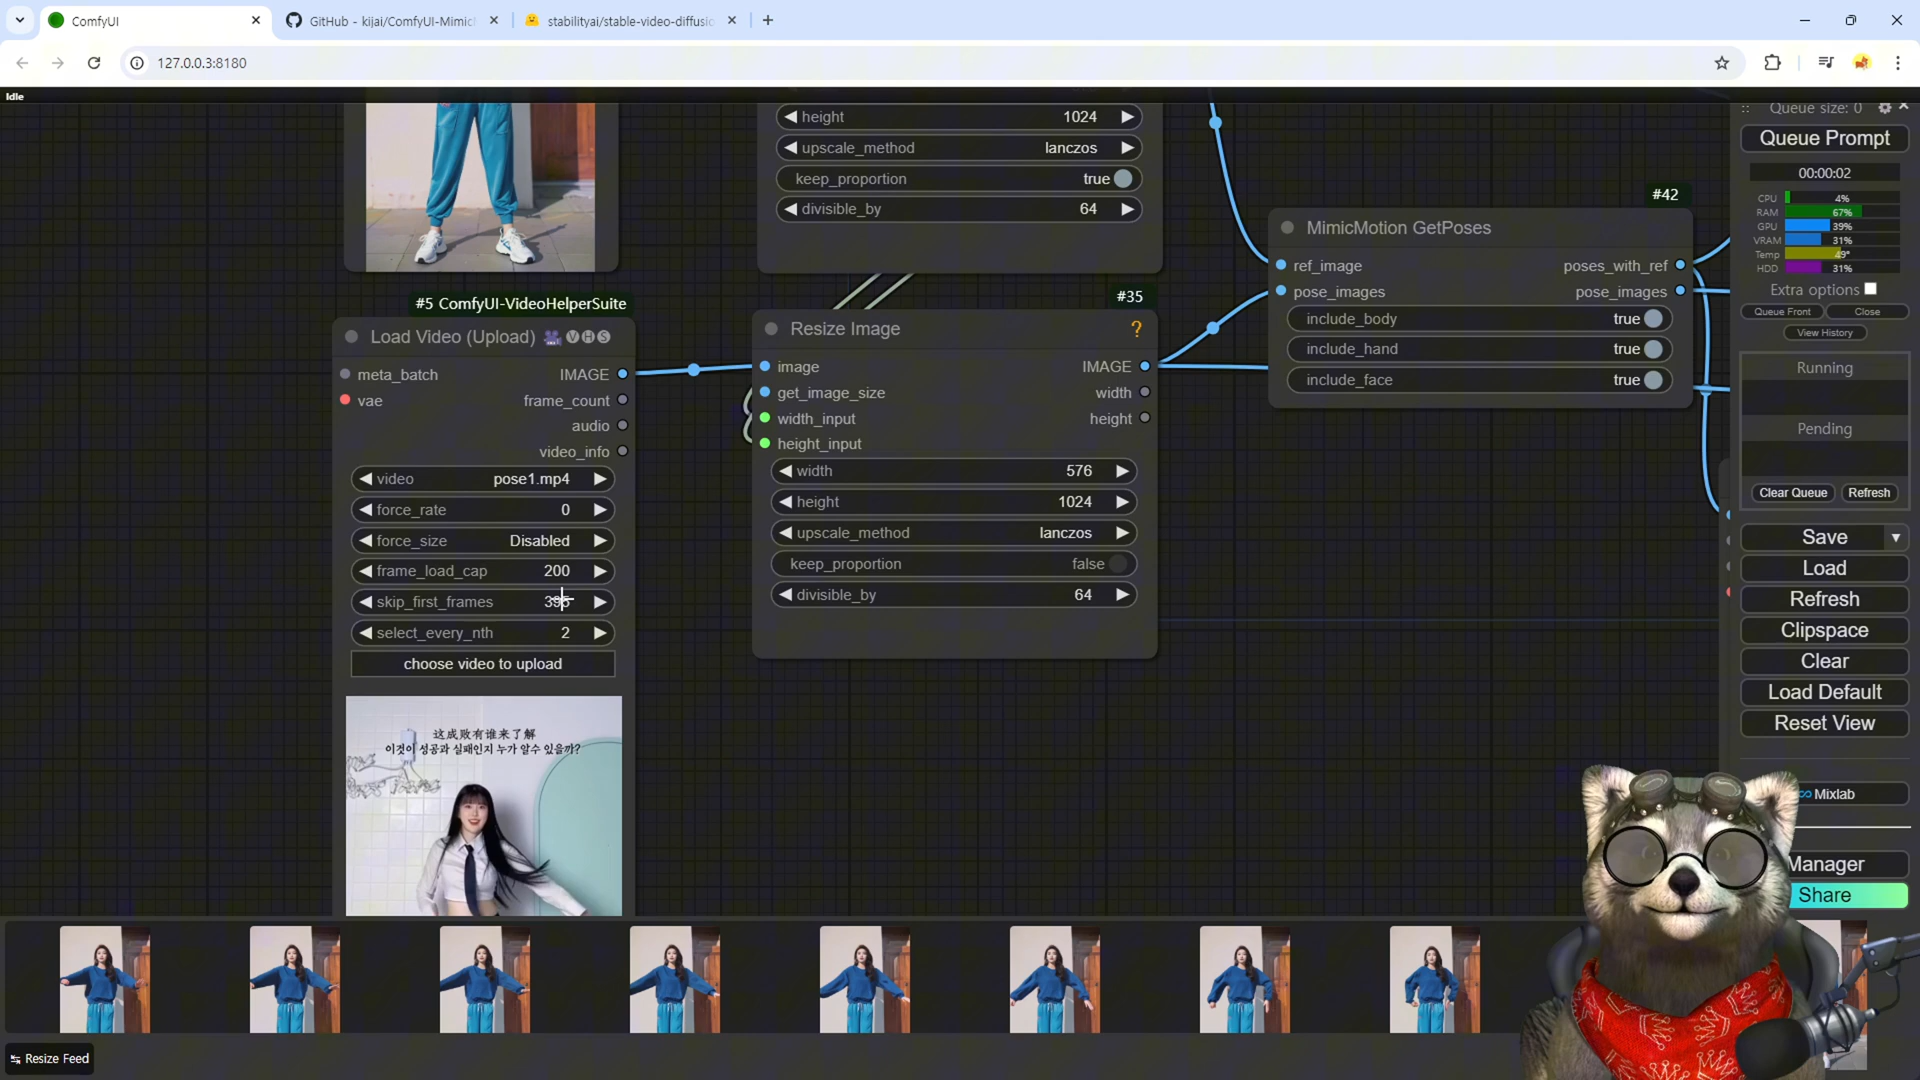 ComfyUI
GitHub - kijai/ComfyUI-Mimic
stabilityai/stable-video-diffusio
127.0.0.3:8180
Idle
height 1024
upscale_method lanczos
keep_proportion true
divisible_by 64
#5 ComfyUI-VideoHelperSuite
Load Video (Upload) VHS
meta_batch IMAGE
vae frame_count
audio
video_info
video pose1.mp4
force_rate 0
force_size Disabled
frame_load_cap 200
skip_first_frames
select_every_nth 2
choose video to upload
这成败有谁来了解
이것이 성공과 실패인지 누가 알수 있을까?
#35
Resize Image ?
image IMAGE
get_image_size width
width_input height
height_input
width 576
height 1024
upscale_method lanczos
keep_proportion false
divisible_by 64
#42
MimicMotion GetPoses
ref_image poses_with_ref
pose_images pose_images
include_body true
include_hand true
include_face true
Queue size: 0
Queue Prompt
00:00:02
CPU 4%
RAM 67%
GPU 39%
VRAM 31%
Temp 49°
HDD 31%
Extra options
Queue Front Close
View History
Running
Pending
Clear Queue Refresh
Save
Load
Refresh
Clipspace
Clear
Load Default
Reset View
Mixlab
Manager
Share
Resize Feed